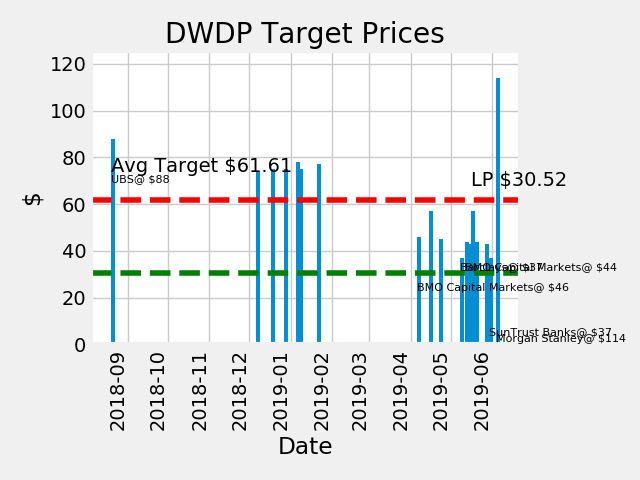 DWDP Target Prices
120
100
80
60
40
20
0
$
Avg Target $61.61
UBS@ $88
LP $30.52
BMO Capital Markets@ $44
BMO Capital Markets@ $46
SunTrust Banks@ $37
Morgan Stanley@ $114
2018-09
2018-10
2018-11
2018-12
2019-01
2019-02
2019-03
2019-04
2019-05
2019-06
Date